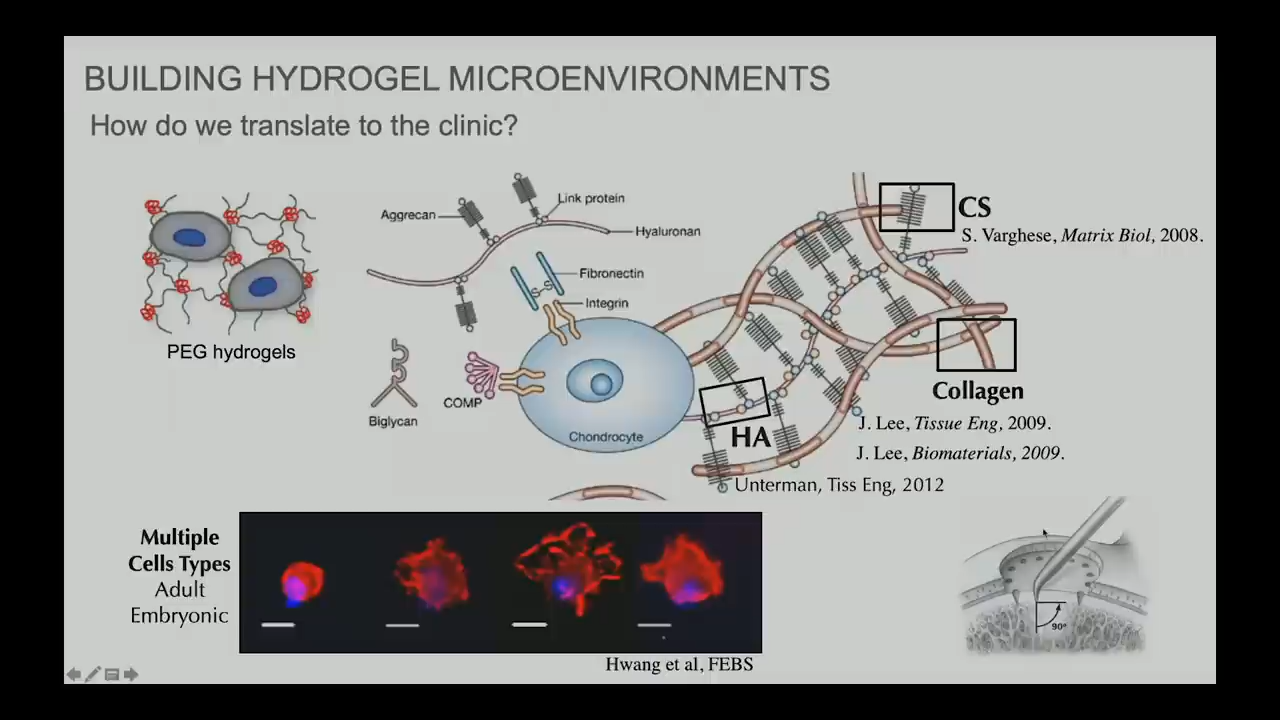 BUILDING HYDROGEL MICROENVIRONMENTS
How do we translate to the clinic?
PEG hydrogels
Aggrecan
Link protein
Hyaluronan
Fibronectin
S S
Integrin
COMP
Biglycan
Chondrocyte
CS
S. Varghese, Matrix Biol, 2008.
Collagen
J. Lee, Tissue Eng, 2009.
J. Lee, Biomaterials, 2009.
HA
Unterman, Tiss Eng, 2012
Multiple
Cells Types
Adult
Embryonic
Hwang et al, FEBS
90°